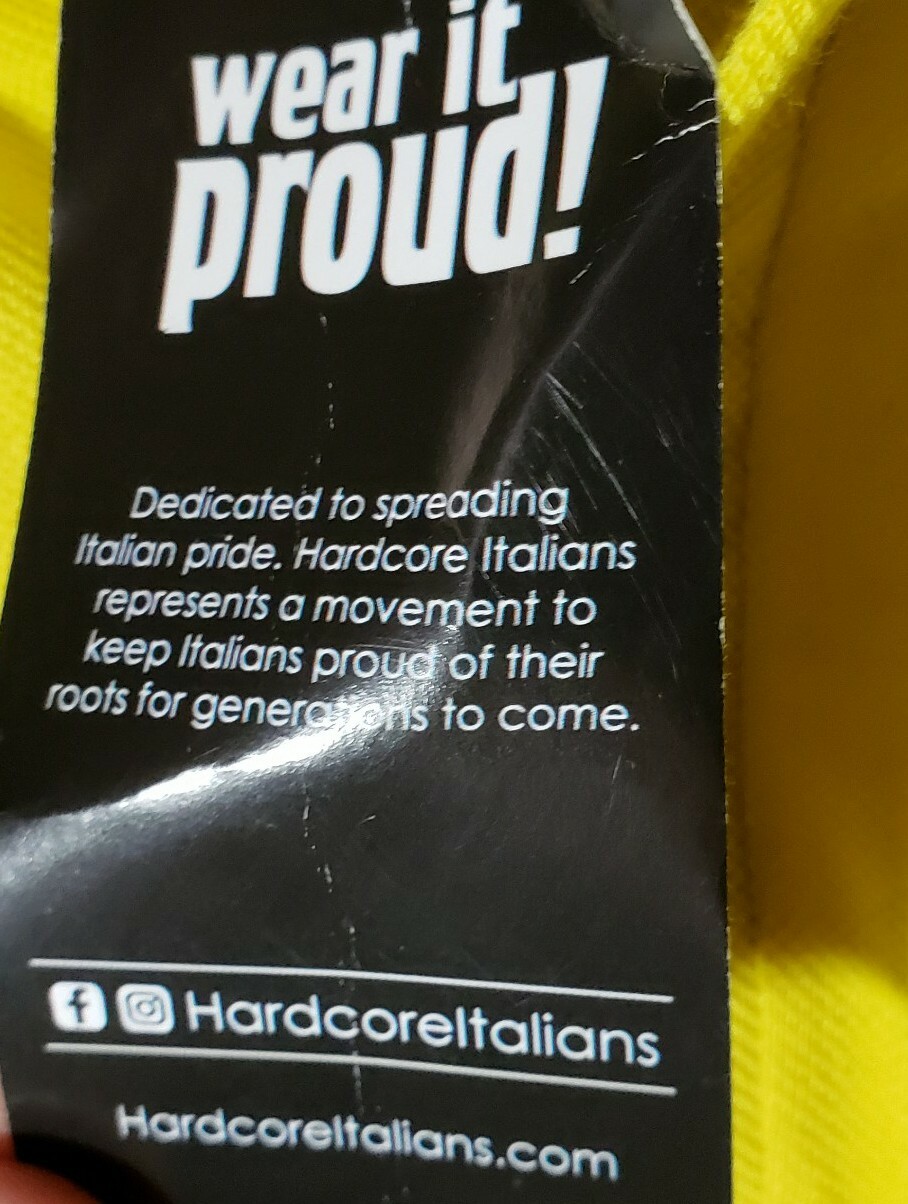 wear it
proud!
Dedicated to spreading
Italian pride. Hardcore Italians
represents a movement to
keep Italians proud of their
roots for generations to come.
HardcoreItalians
HardcoreItalians.com